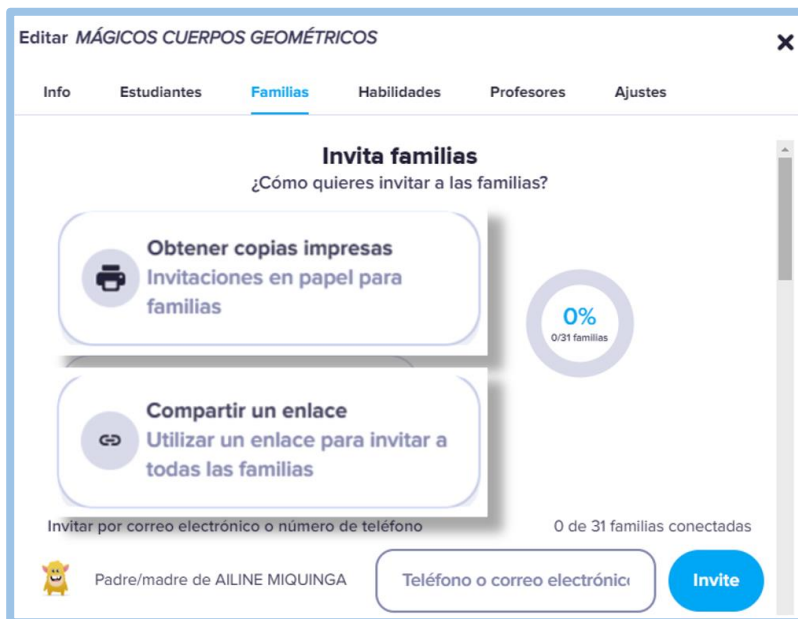 Editar MÁGICOS CUERPOS GEOMÉTRICOS
Info Estudiantes Familias Habilidades Profesores Ajustes
Invita familias
¿Cómo quieres invitar a las familias?
Obtener copias impresas
Invitaciones en papel para
familias
0%
0/31 familias
Compartir un enlace
Utilizar un enlace para invitar a
todas las familias
Invitar por correo electrónico o número de teléfono 0 de 31 familias conectadas
Padre/madre de AILINE MIQUINGA Teléfono o correo electrónic Invite